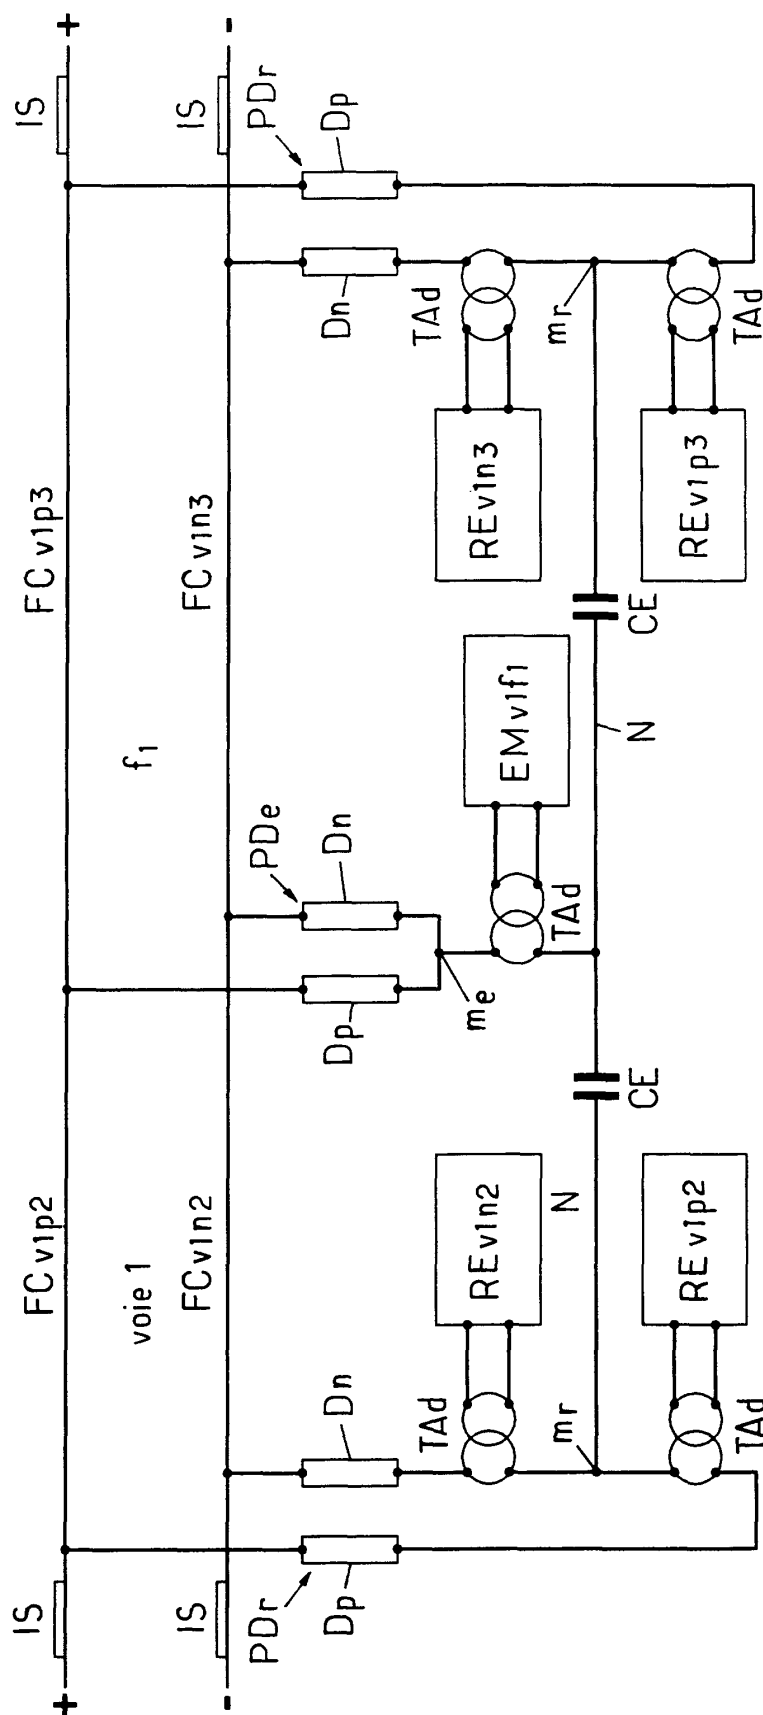 +
IS
FCv1p2
FCv1p3
IS
+
voie 1
f1
-
IS
FCv1n2
FCv1n3
IS
-
PDr
PDe
PDr
Dp
Dn
Dp
Dn
Dn
Dp
TAd
REv1n2
me
EMv1f1
REv1n3
TAd
TAd
mr
N
mr
CE
N
CE
REv1p2
REv1p3
TAd
TAd